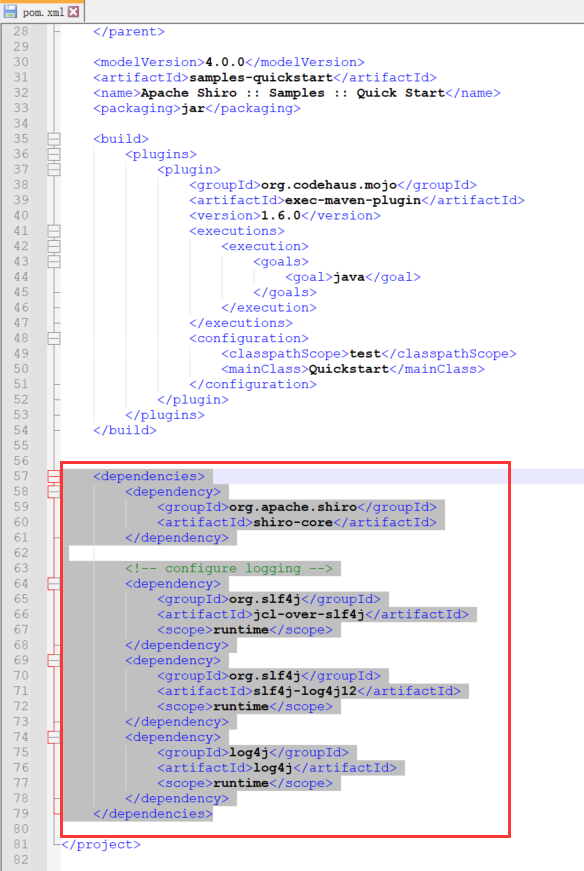 pom.xml
28 </parent>
29
30 <modelVersion>4.0.0</modelVersion>
31 <artifactId>samples-quickstart</artifactId>
32 <name>Apache Shiro :: Samples :: Quick Start</name>
33 <packaging>jar</packaging>
34
35 <build>
36 <plugins>
37 <plugin>
38 <groupId>org.codehaus.mojo</groupId>
39 <artifactId>exec-maven-plugin</artifactId>
40 <version>1.6.0</version>
41 <executions>
42 <execution>
43 <goals>
44 <goal>java</goal>
45 </goals>
46 </execution>
47 </executions>
48 <configuration>
49 <classpathScope>test</classpathScope>
50 <mainClass>Quickstart</mainClass>
51 </configuration>
52 </plugin>
53 </plugins>
54 </build>
55
56
57 <dependencies>
58 <dependency>
59 <groupId>org.apache.shiro</groupId>
60 <artifactId>shiro-core</artifactId>
61 </dependency>
62
63 <!-- configure logging -->
64 <dependency>
65 <groupId>org.slf4j</groupId>
66 <artifactId>jcl-over-slf4j</artifactId>
67 <scope>runtime</scope>
68 </dependency>
69 <dependency>
70 <groupId>org.slf4j</groupId>
71 <artifactId>slf4j-log4j12</artifactId>
72 <scope>runtime</scope>
73 </dependency>
74 <dependency>
75 <groupId>log4j</groupId>
76 <artifactId>log4j</artifactId>
77 <scope>runtime</scope>
78 </dependency>
79 </dependencies>
80
81 </project>
82